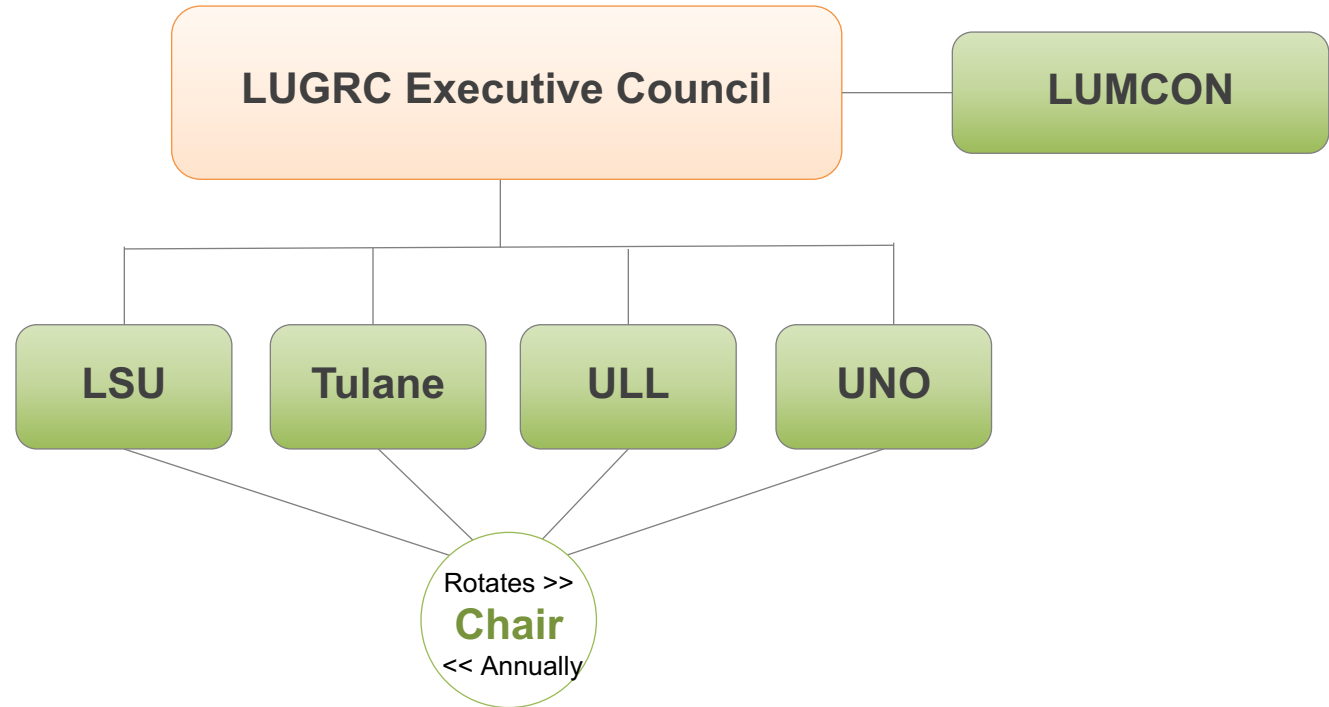 LUGRC Executive Council
LUMCON
LSU
Tulane
ULL
UNO
Rotates >>
Chair
<< Annually